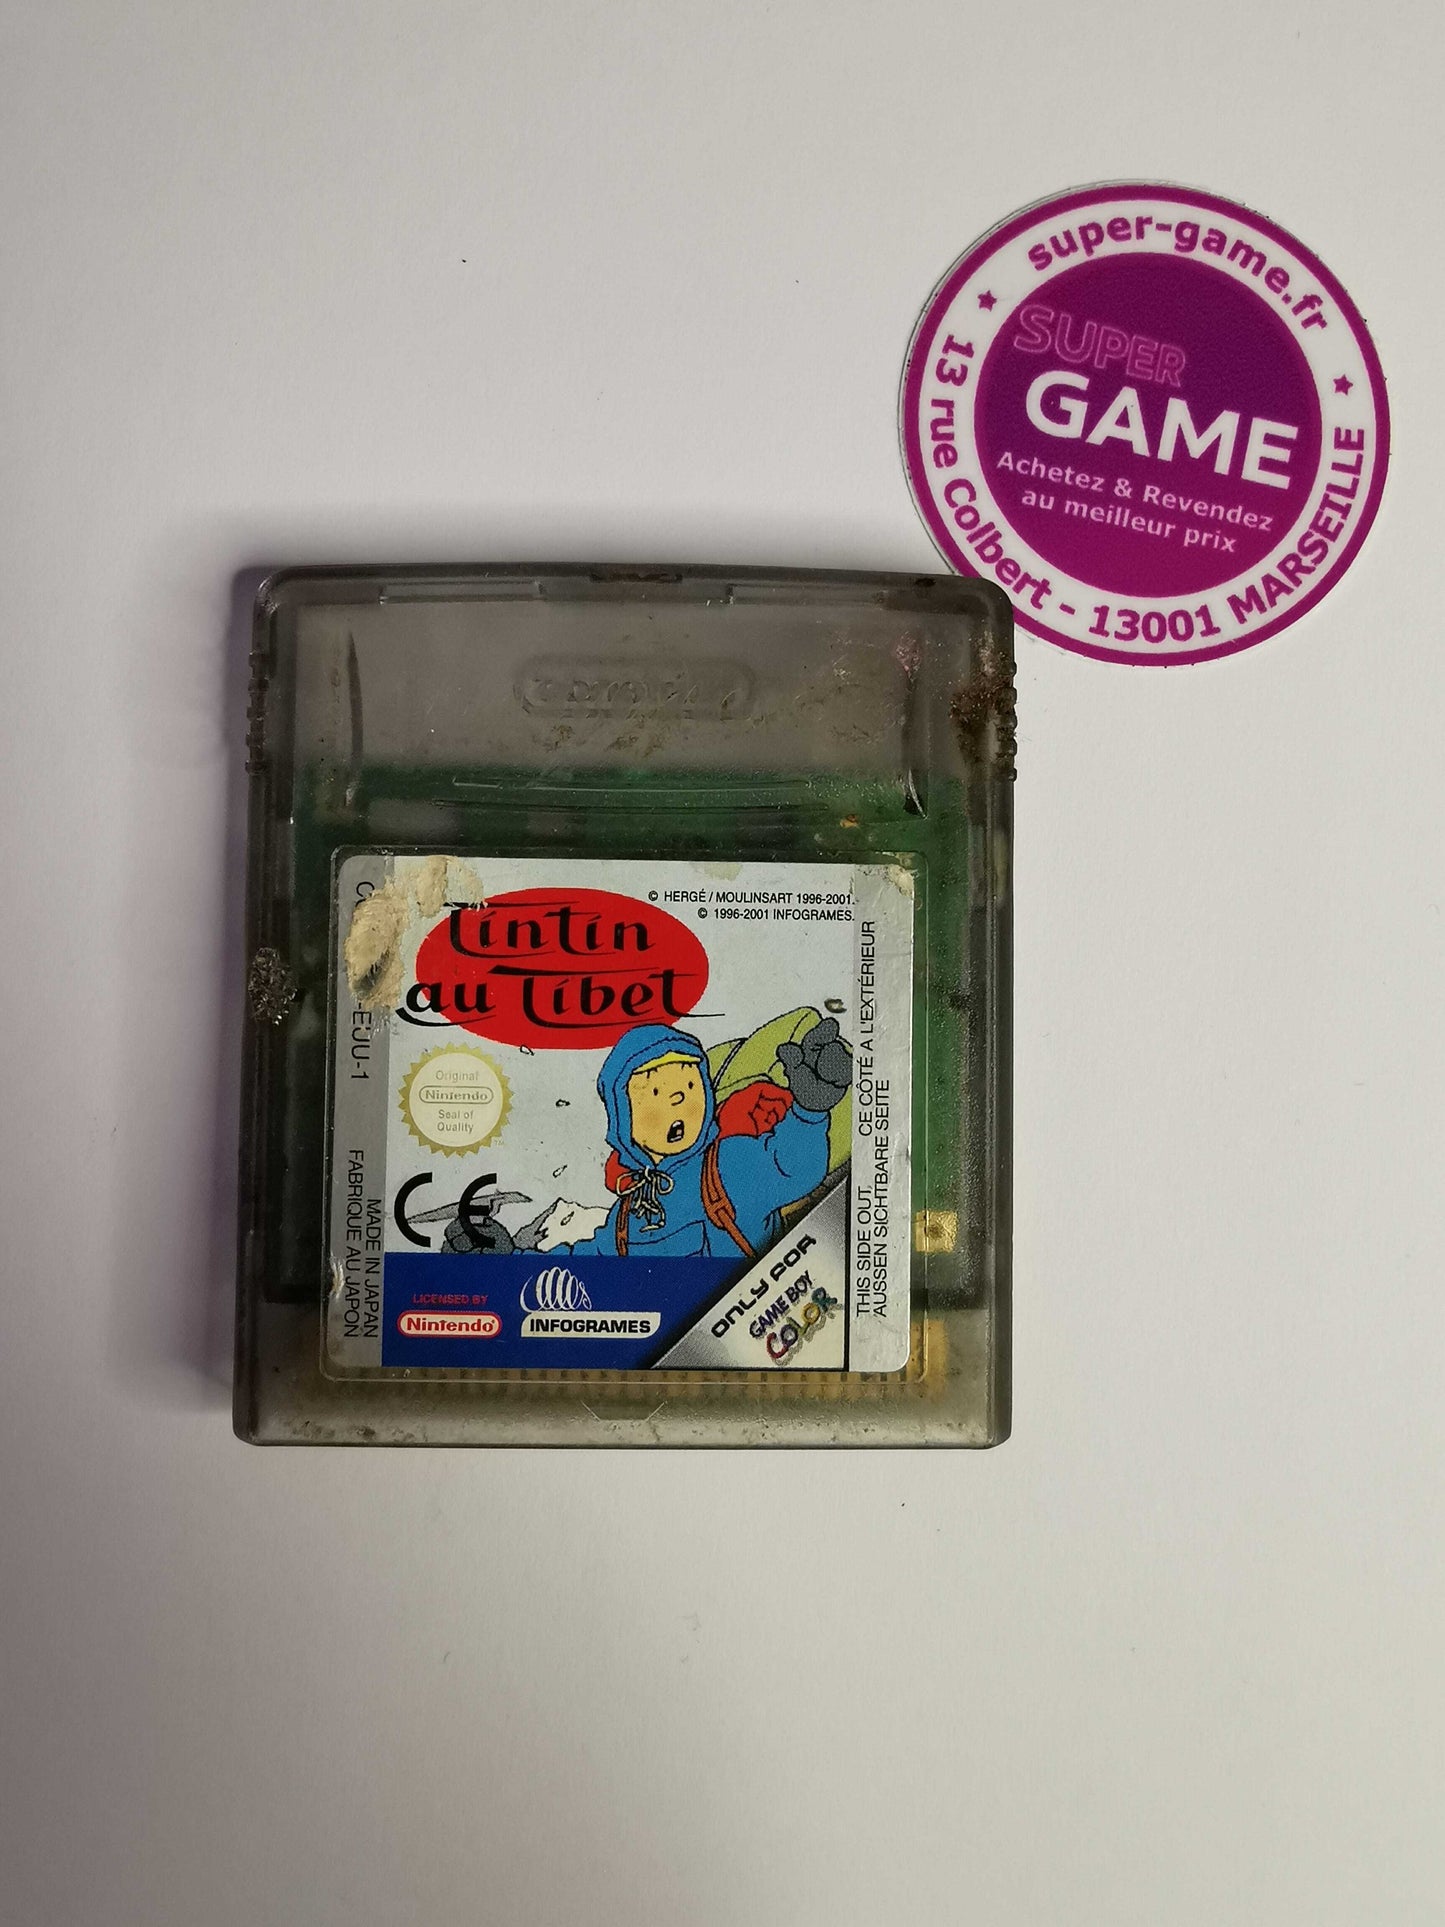 super-game.fr
SUPER
GAME
Achetez & Revendez
au meilleur prix
13 rue Colbert - 13001 MARSEILLE
© HERGÉ / MOULINSART 1996-2001.
© 1996-2001 INFOGRAMES.
Tintin
au Tibet
-E'JU-1
MADE IN JAPAN
FABRIQUE AU JAPON
Original
Nintendo
Seal of
Quality
TM
CE
LICENSED BY
Nintendo
INFOGRAMES
ONLY FOR
GAME BOY
COLOR
THIS SIDE OUT. CE CÔTÉ A L'EXTÉRIEUR
AUSSEN SICHTBARE SEITE